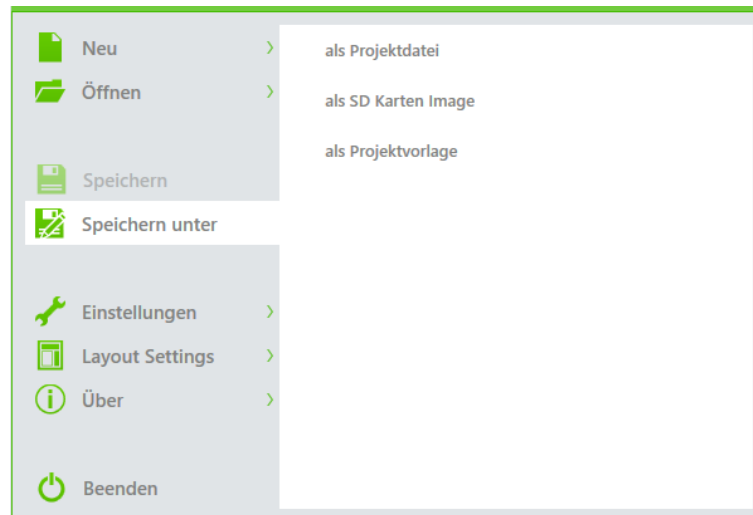 Neu
Öffnen
Speichern
Speichern unter
Einstellungen
Layout Settings
Über
Beenden
als Projektdatei
als SD Karten Image
als Projektvorlage